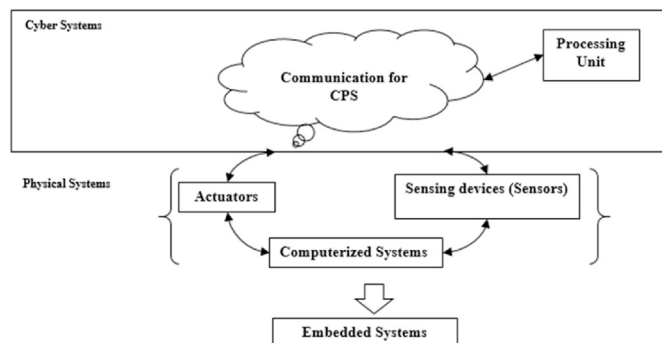 Cyber Systems
Communication for
CPS
Processing
Unit
Physical Systems
Actuators
Sensing devices (Sensors)
Computerized Systems
Embedded Systems